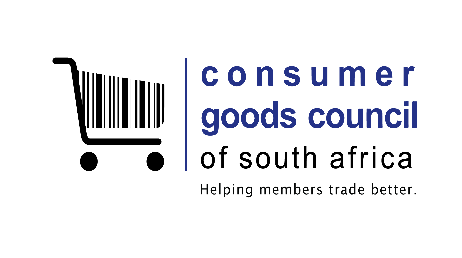 consumer
goods council
of south africa
Helping members trade better.